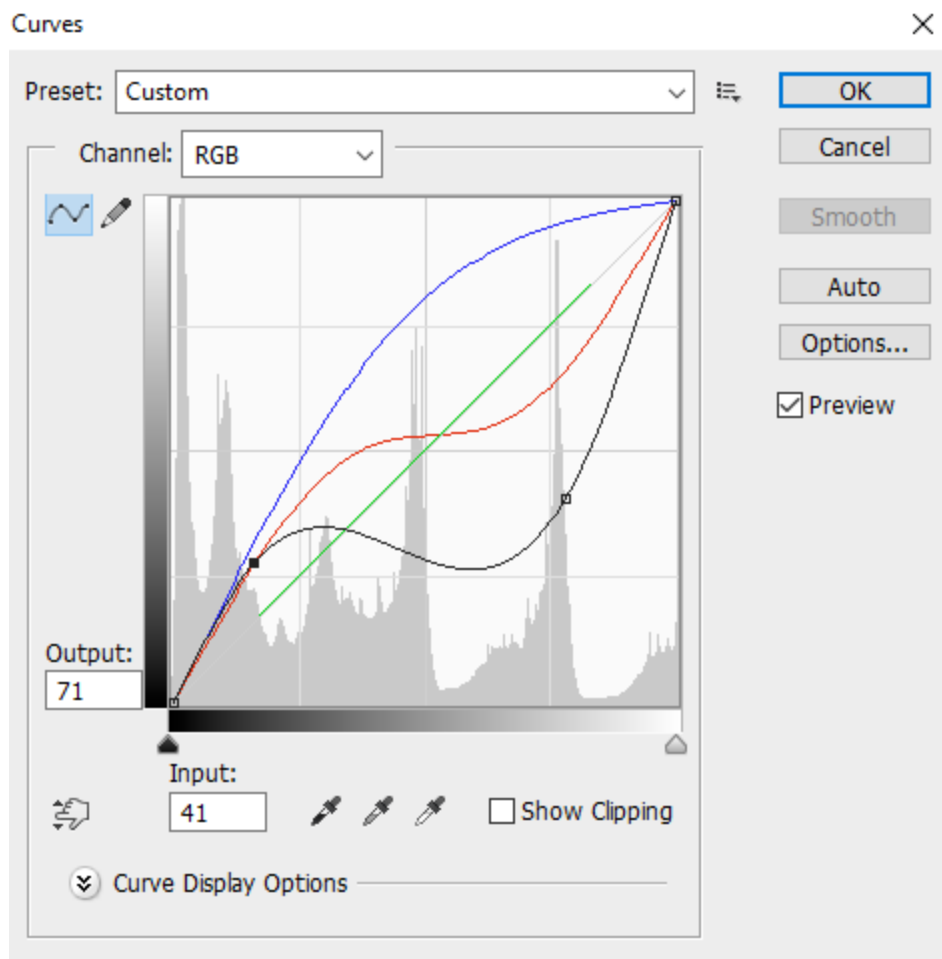 Curves
Preset: Custom
OK
Channel: RGB
Cancel
Smooth
Auto
Options...
Preview
Output:
71
Input:
41
Show Clipping
Curve Display Options